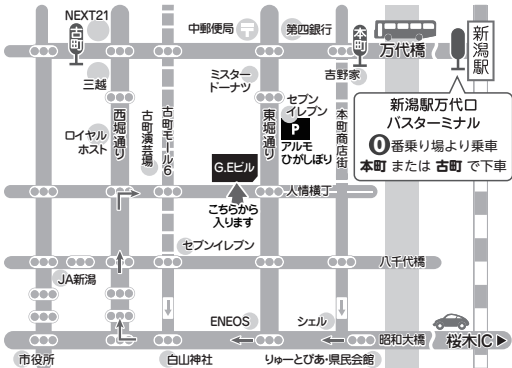 NEXT21
古町
中郵便局
第四銀行
本町
万代橋
新潟駅
三越
ミスター
ドーナツ
吉野家
西堀通り
古町演芸場
古町モール6
東堀通り
セブン
イレブン
P
アルモ
ひがしぼり
本町商店街
新潟駅万代口
バスターミナル
0番乗り場より乗車
本町 または 古町 で下車
ロイヤル
ホスト
G.Eビル
こちらから
入ります
人情横丁
セブンイレブン
八千代橋
JA新潟
ENEOS
シェル
昭和大橋
桜木IC▶
市役所
白山神社
りゅーとぴあ・県民会館